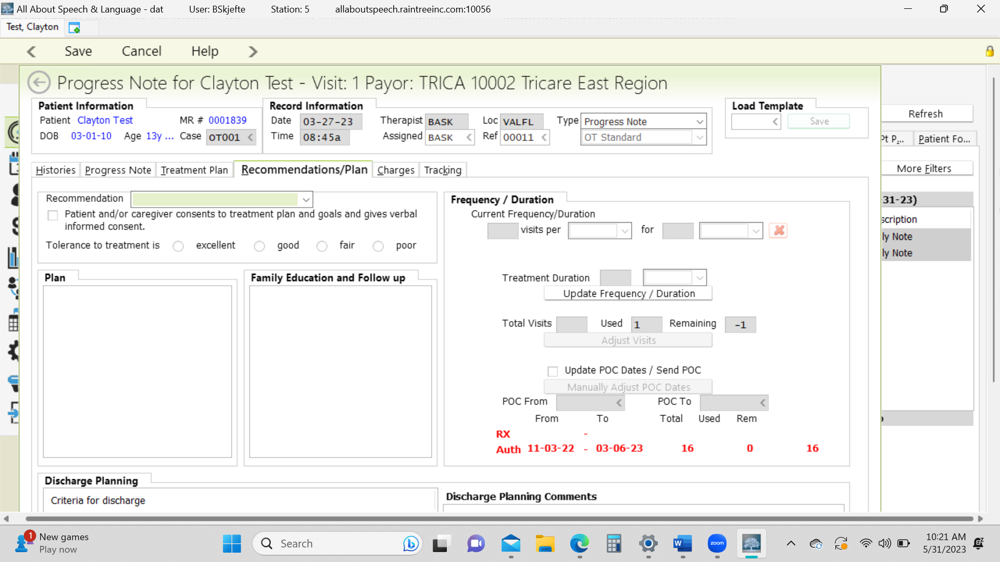 All About Speech & Language - dat User: BSkjefte Station: 5 allaboutspeech.raintreeinc.com:10056
Test, Clayton
Save Cancel Help
Progress Note for Clayton Test - Visit: 1 Payor: TRICA 10002 Tricare East Region
Patient Information Record Information Load Template
Patient Clayton Test MR # 0001839 Date 03-27-23 Therapist BASK Loc VALFL Type Progress Note Save Refresh
DOB 03-01-10 Age 13y ... Case OT001 Time 08:45a Assigned BASK Ref 00011 OT Standard
Pt P... Patient Fo...
Histories Progress Note Treatment Plan Recommendations/Plan Charges Tracking More Filters
Recommendation Frequency / Duration 31-23)
Patient and/or caregiver consents to treatment plan and goals and gives verbal Current Frequency/Duration scription
informed consent. visits per for ly Note
Tolerance to treatment is excellent good fair poor ly Note
Plan Family Education and Follow up Treatment Duration
Update Frequency / Duration
Total Visits Used 1 Remaining -1
Adjust Visits
Update POC Dates / Send POC
Manually Adjust POC Dates
POC From POC To
From To Total Used Rem
RX -
Auth 11-03-22 - 03-06-23 16 0 16
Discharge Planning
Criteria for discharge Discharge Planning Comments
1 New games Search zoom 10:21 AM
Play now 5/31/2023